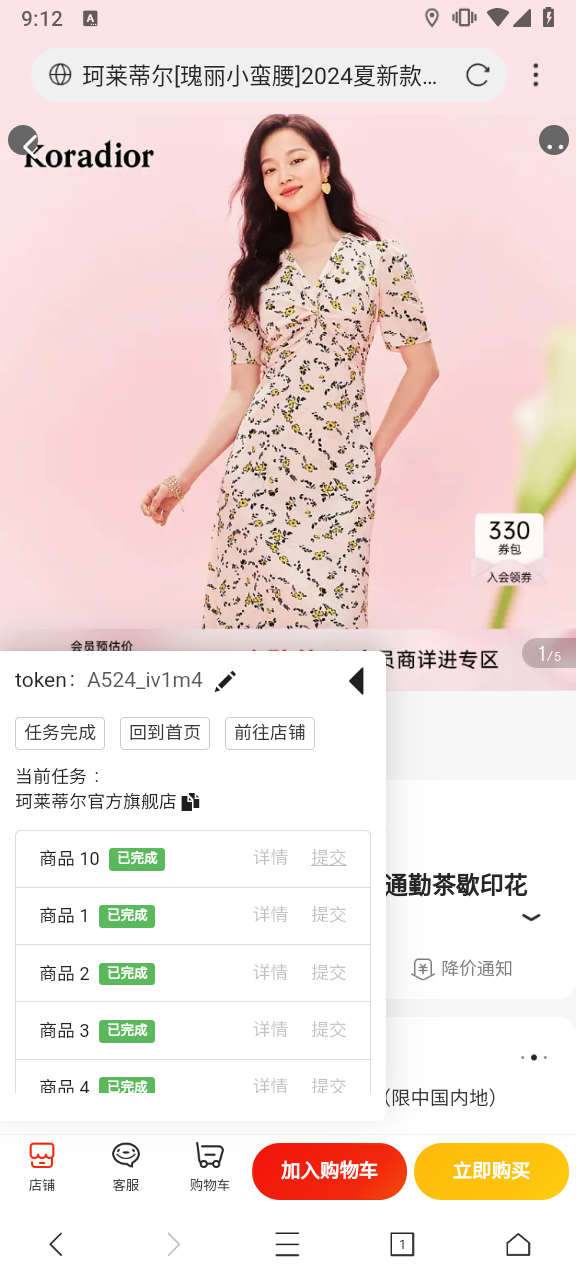 9:12
A
珂莱蒂尔[瑰丽小蛮腰]2024夏新款...
Koradior
330
券包
入会领券
会员预估价
员商详进专区
1/5
token： A524_iv1m4
任务完成
回到首页
前往店铺
当前任务：
珂莱蒂尔官方旗舰店
商品 10 已完成 详情 提交
商品 1 已完成 详情 提交
商品 2 已完成 详情 提交
商品 3 已完成 详情 提交
商品 4 已完成 详情 提交
通勤茶歇印花
降价通知
（限中国内地）
店铺
客服
购物车
加入购物车
立即购买
1